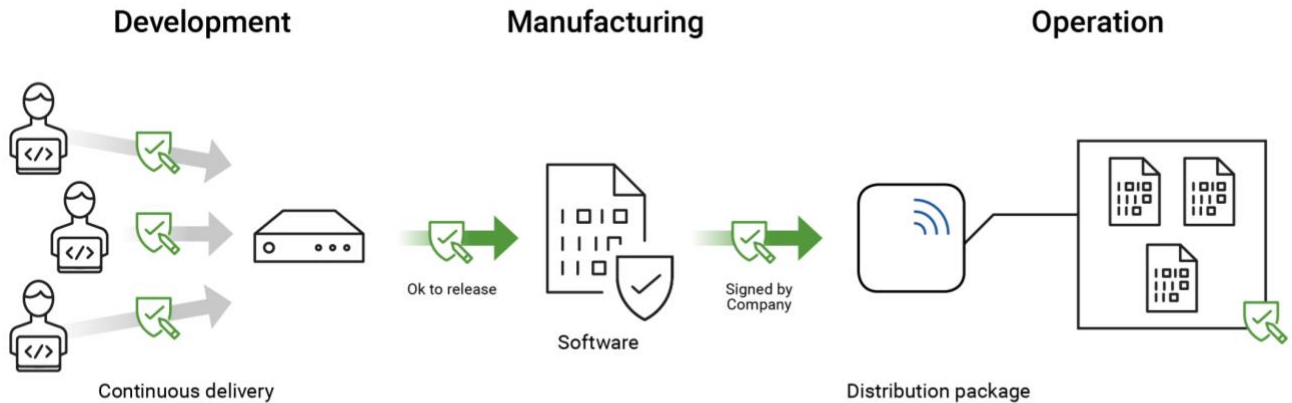 Development
Manufacturing
Operation
</>
</>
</>
Ok to release
Signed by
Company
Software
Continuous delivery
Distribution package